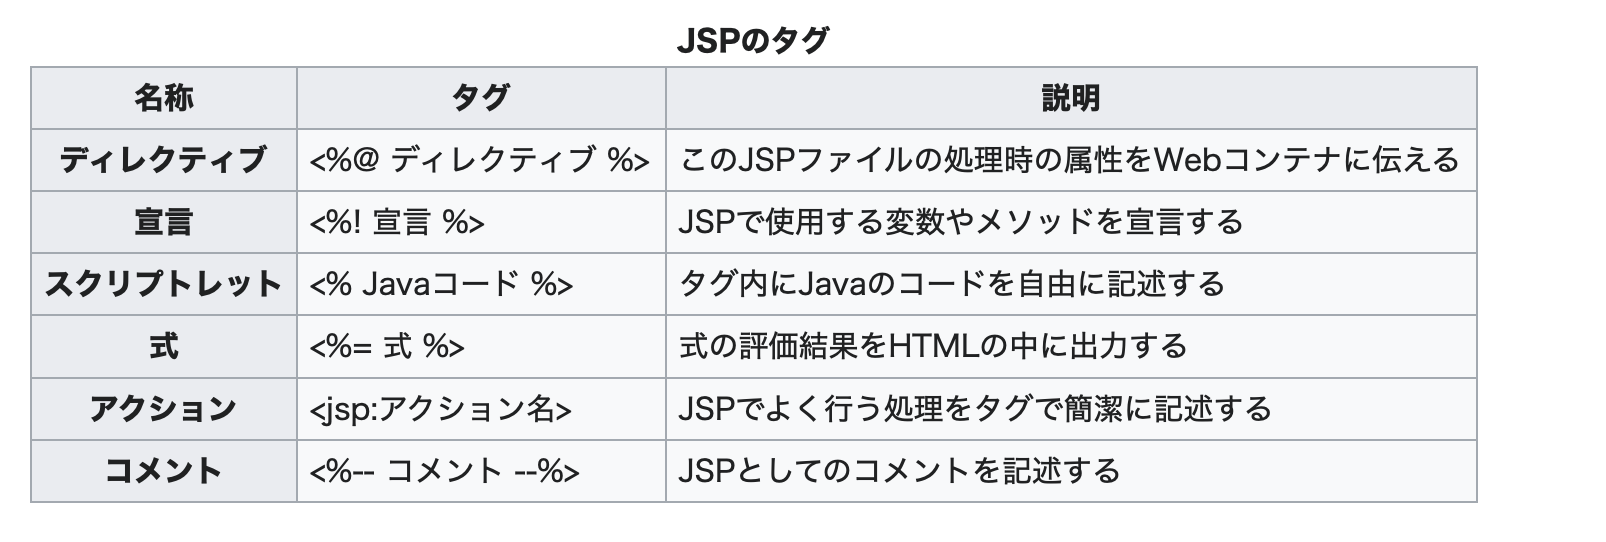 JSPのタグ
名称 タグ 説明
ディレクティブ <%@ ディレクティブ %> このJSPファイルの処理時の属性をWebコンテナに伝える
宣言 <%! 宣言 %> JSPで使用する変数やメソッドを宣言する
スクリプトレット <% Javaコード %> タグ内にJavaのコードを自由に記述する
式 <%= 式 %> 式の評価結果をHTMLの中に出力する
アクション <jsp:アクション名> JSPでよく行う処理をタグで簡潔に記述する
コメント <%-- コメント --%> JSPとしてのコメントを記述する